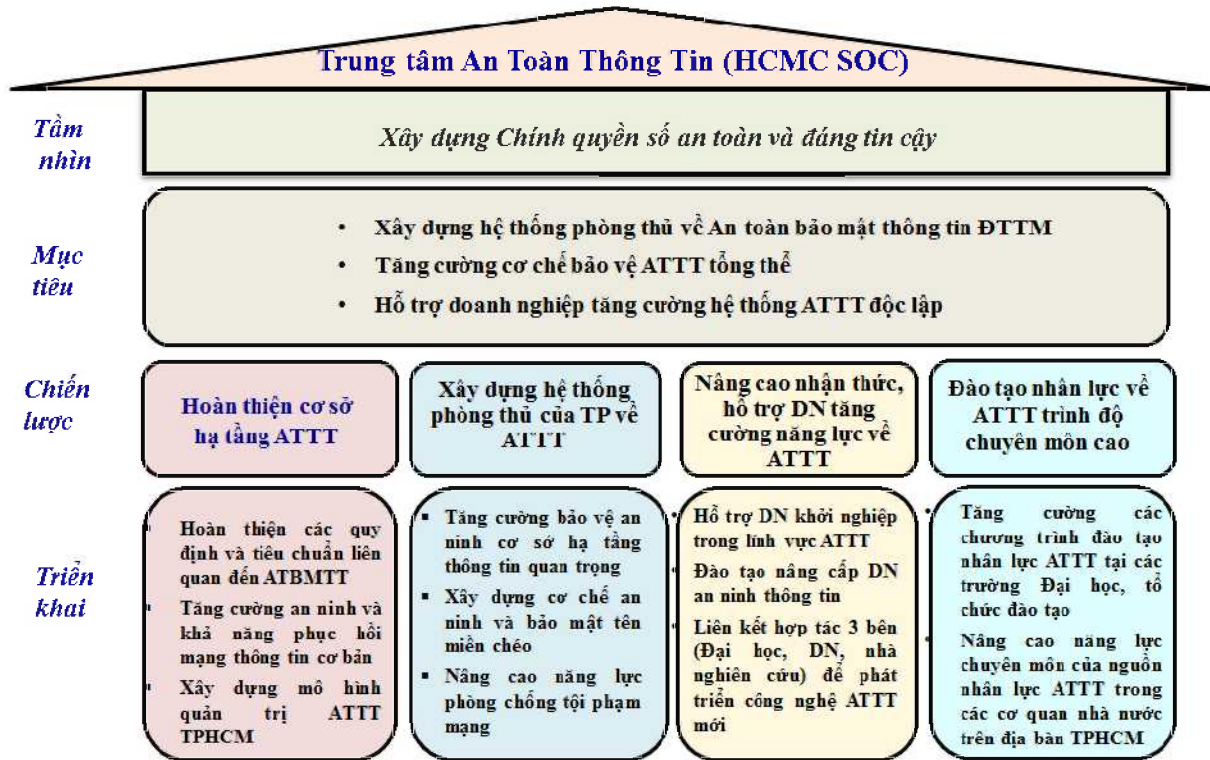 Trung tâm An Toàn Thông Tin (HCMC SOC)
Tầm
nhìn
Xây dựng Chính quyền số an toàn và đáng tin cậy
Mục
tiêu
• Xây dựng hệ thống phòng thủ về An toàn bảo mật thông tin ĐTTM
• Tăng cường cơ chế bảo vệ ATTT tổng thể
• Hỗ trợ doanh nghiệp tăng cường hệ thống ATTT độc lập
Chiến
lược
Hoàn thiện cơ sở
hạ tầng ATTT
Xây dựng hệ thống
phòng thủ của TP về
ATTT
Nâng cao nhận thức,
hỗ trợ DN tăng
cường năng lực về
ATTT
Đào tạo nhân lực về
ATTT trình độ
chuyên môn cao
Triển
khai
Hoàn thiện các quy
định và tiêu chuẩn liên
quan đến ATBMTT
Tăng cường an ninh và
khả năng phục hồi
mạng thông tin cơ bản
Xây dựng mô hình
quản trị ATTT
TPHCM
▪ Tăng cường bảo vệ an
ninh cơ sở hạ tầng
thông tin quan trọng
▪ Xây dựng cơ chế an
ninh và bảo mật tên
miền chéo
▪ Nâng cao năng lực
phòng chống tội phạm
mạng
Hỗ trợ DN khởi nghiệp
trong lĩnh vực ATTT
Đào tạo nâng cấp DN
an ninh thông tin
Liên kết hợp tác 3 bên
(Đại học, DN, nhà
nghiên cứu) để phát
triển công nghệ ATTT
mới
• Tăng cường các
chương trình đào tạo
nhân lực ATTT tại các
trường Đại học, tổ
chức đào tạo
• Nâng cao năng lực
chuyên môn của nguồn
nhân lực ATTT trong
các cơ quan nhà nước
trên địa bàn TPHCM